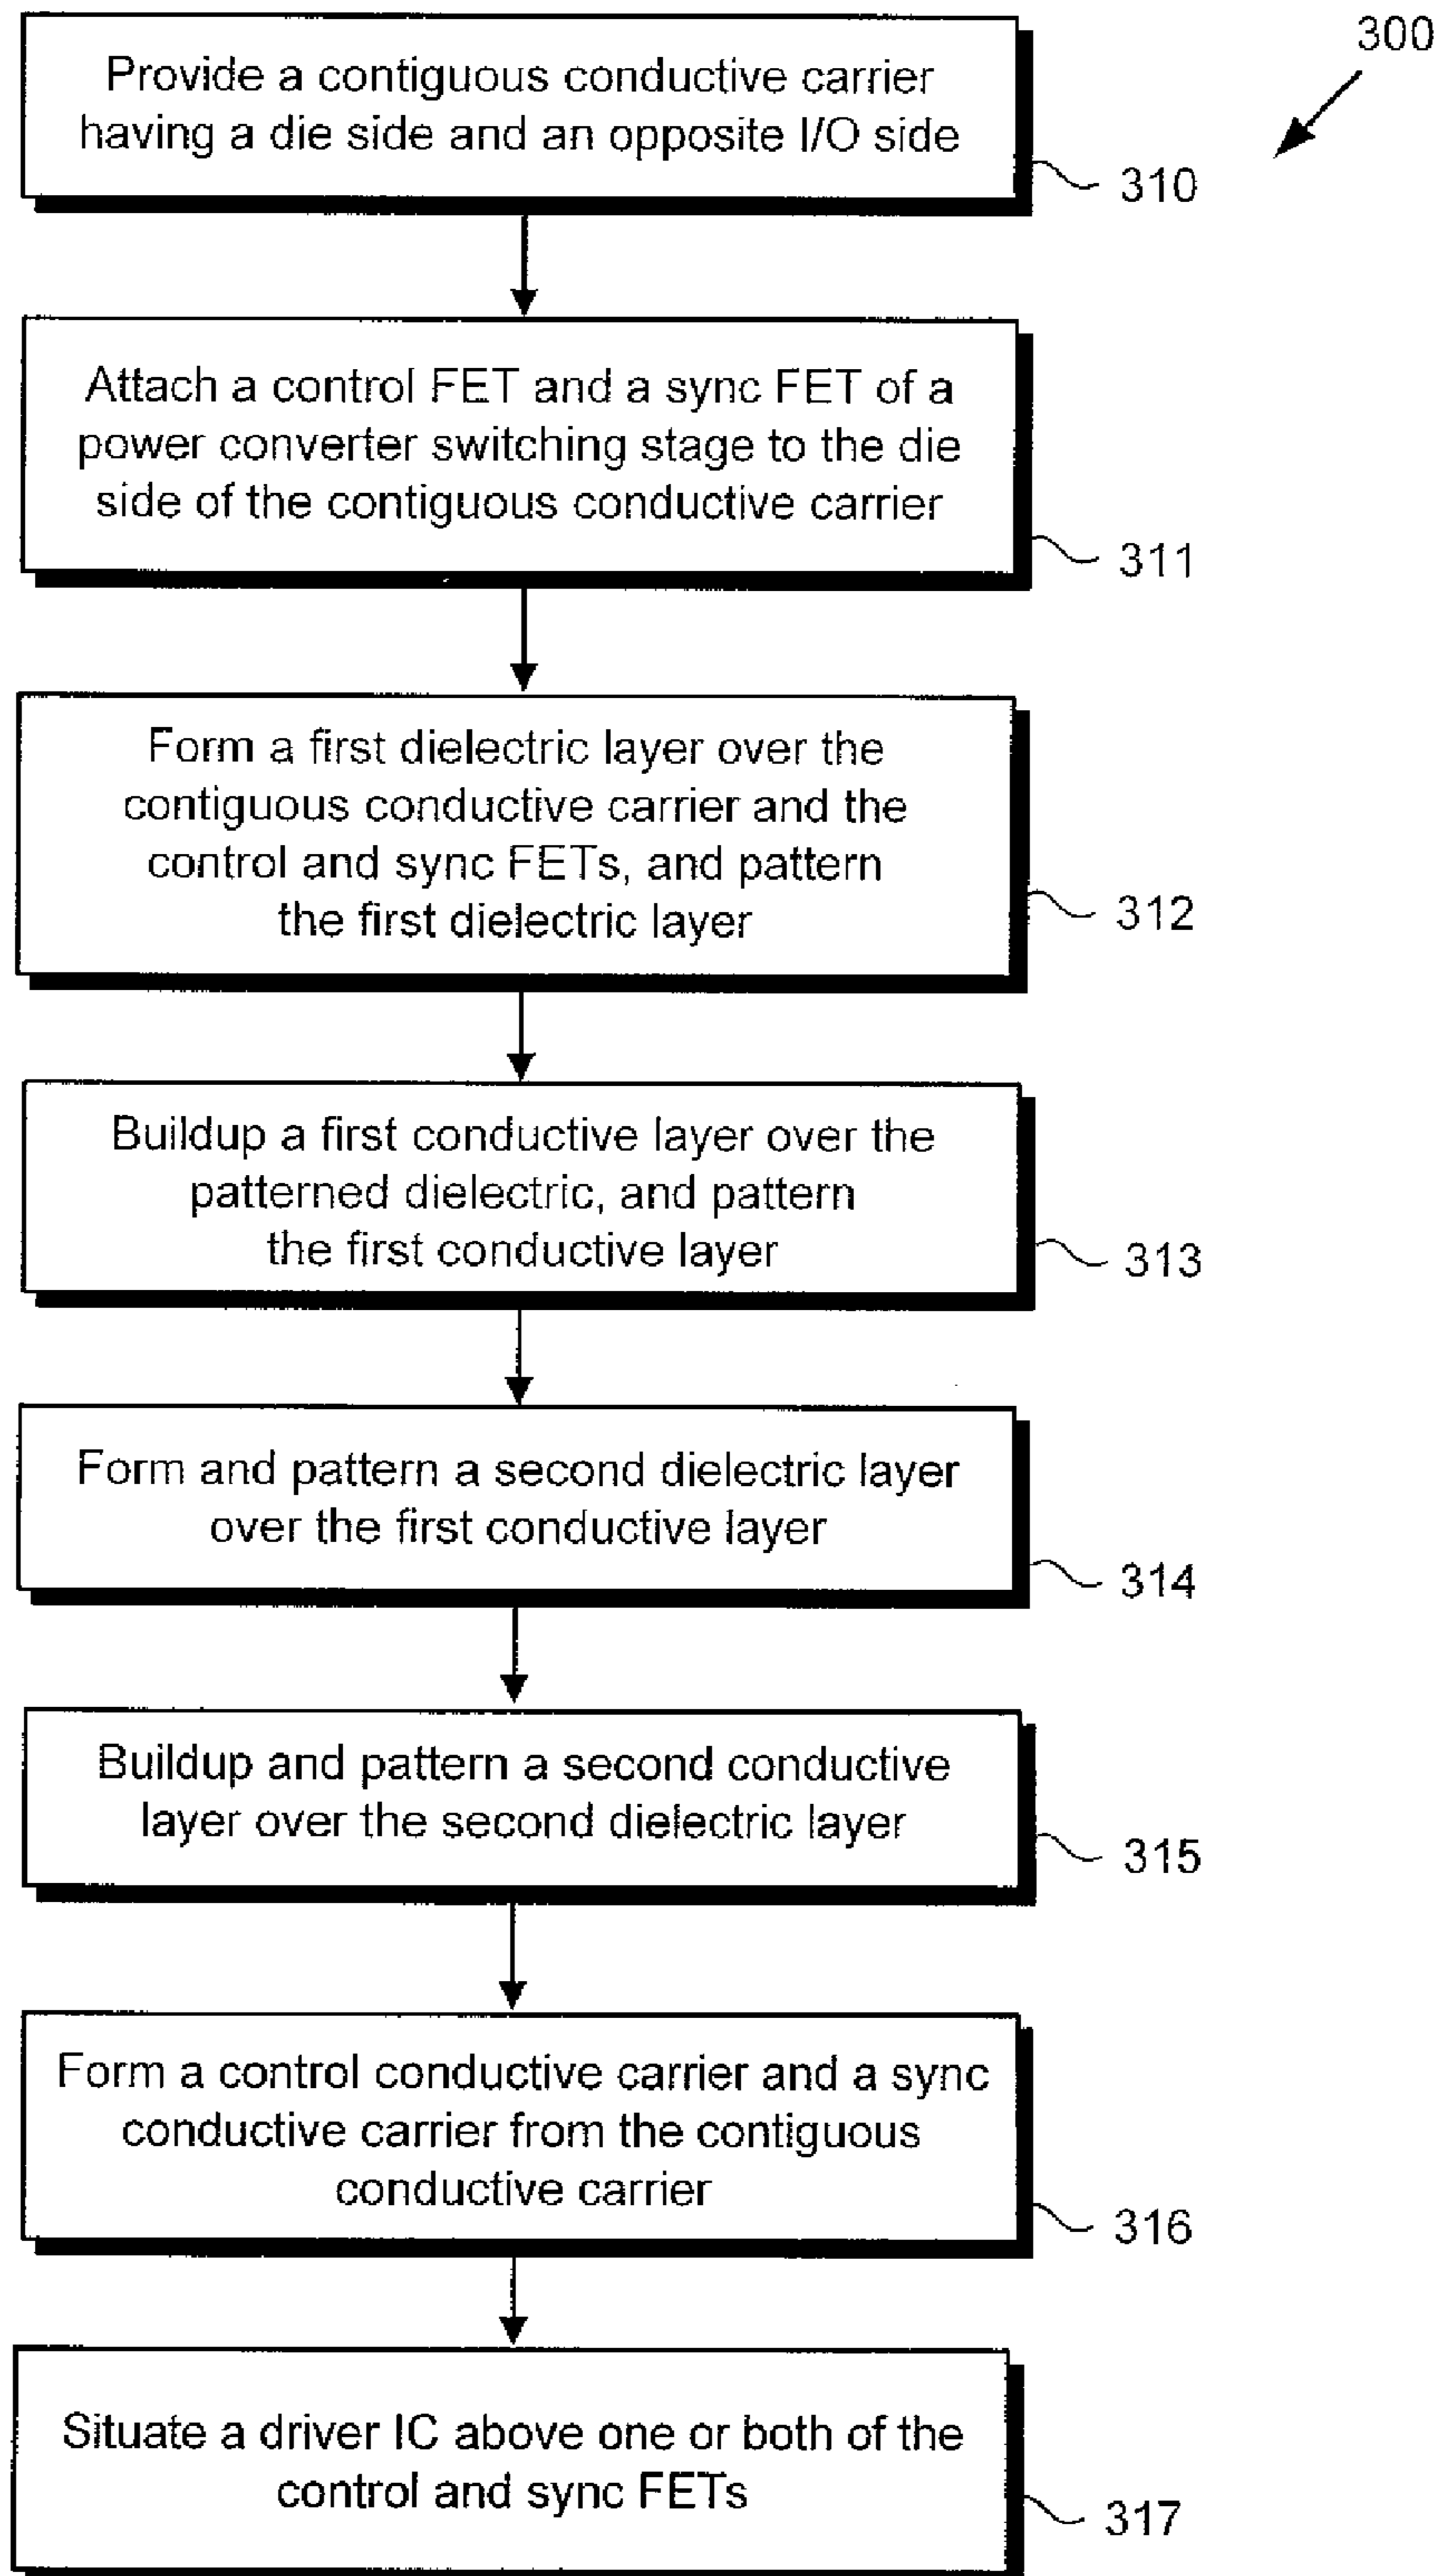 300
Provide a contiguous conductive carrier
having a die side and an opposite I/O side
310
Attach a control FET and a sync FET of a
power converter switching stage to the die
side of the contiguous conductive carrier
311
Form a first dielectric layer over the
contiguous conductive carrier and the
control and sync FETs, and pattern
the first dielectric layer
312
Buildup a first conductive layer over the
patterned dielectric, and pattern
the first conductive layer
313
Form and pattern a second dielectric layer
over the first conductive layer
314
Buildup and pattern a second conductive
layer over the second dielectric layer
315
Form a control conductive carrier and a sync
conductive carrier from the contiguous
conductive carrier
316
Situate a driver IC above one or both of the
control and sync FETs
317